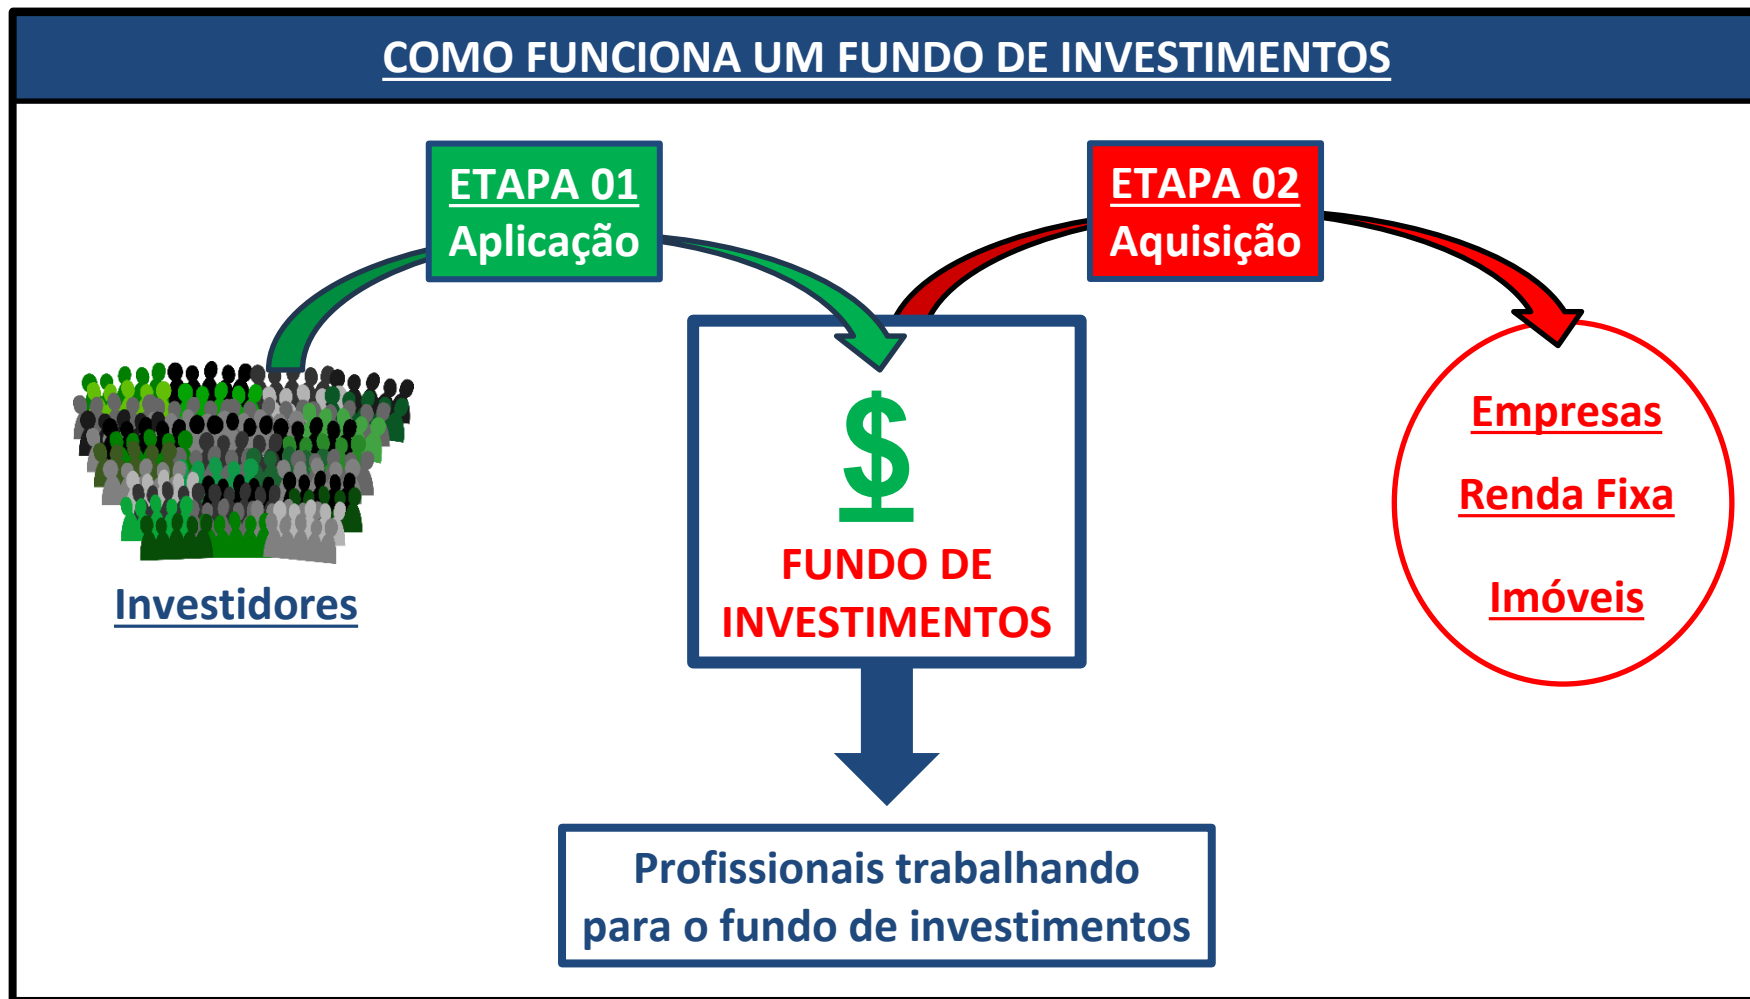 COMO FUNCIONA UM FUNDO DE INVESTIMENTOS
ETAPA 01
Aplicação
ETAPA 02
Aquisição
$
FUNDO DE
INVESTIMENTOS
Investidores
Empresas
Renda Fixa
Imóveis
Profissionais trabalhando
para o fundo de investimentos